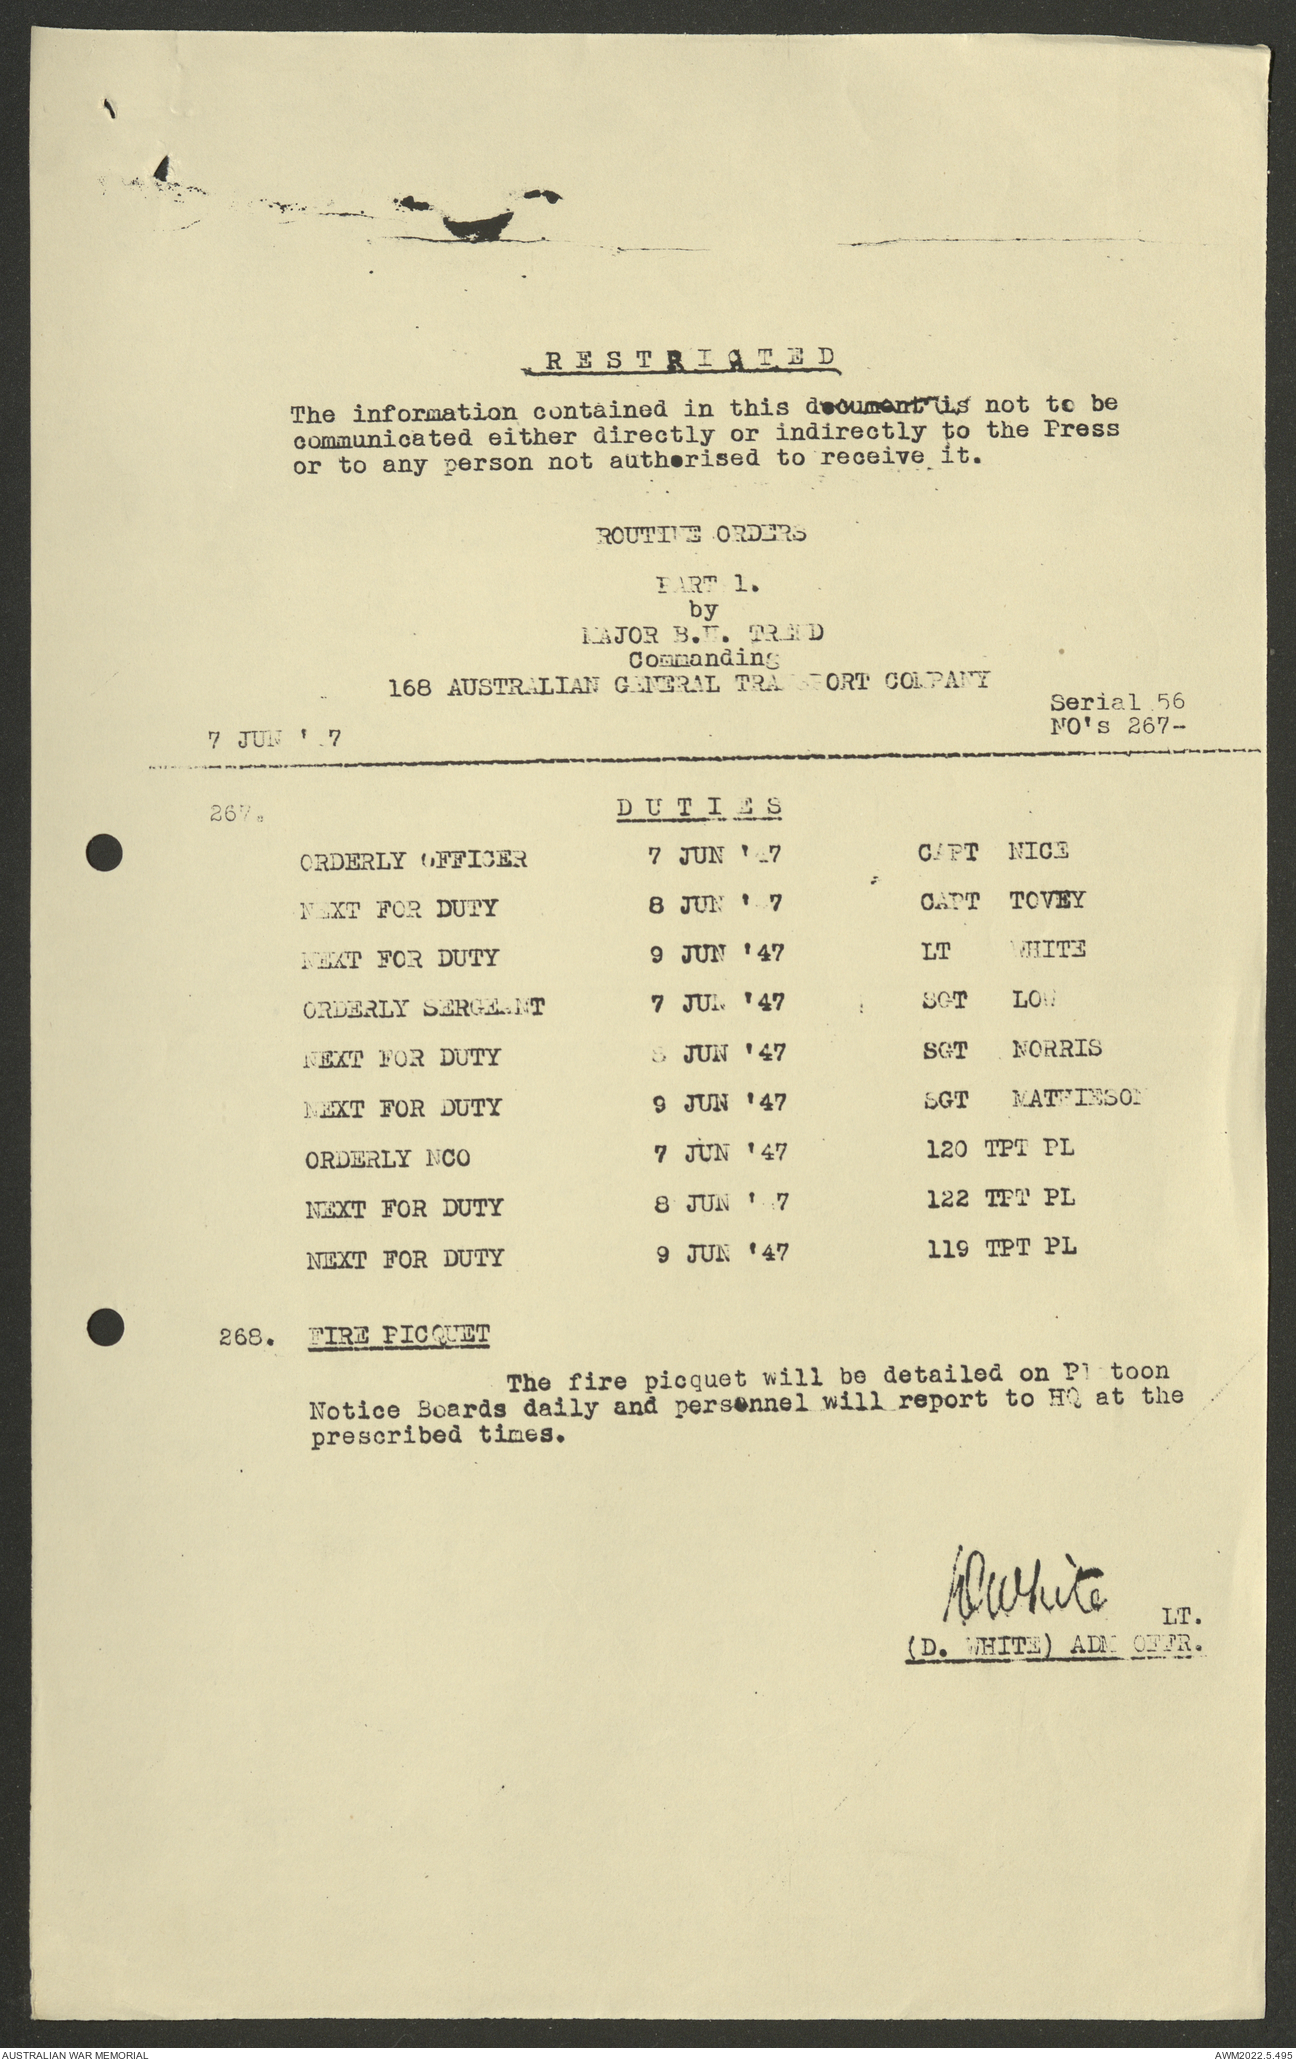 R E S T R I C T E D
The information contained in this document is not to be
communicated either directly or indirectly to the Press
or to any person not authorised to receive it.
ROUTINE ORDERS
PART 1.
by
MAJOR B.H. TREND
Commanding
168 AUSTRALIAN GENERAL TRANSPORT COMPANY
Serial 56
NO's 267-
7 JUN '47
267. D U T I E S
ORDERLY OFFICER 7 JUN '47 CAPT NICE
NEXT FOR DUTY 8 JUN '47 CAPT TOVEY
NEXT FOR DUTY 9 JUN '47 LT WHITE
ORDERLY SERGEANT 7 JUN '47 SGT LOW
NEXT FOR DUTY 8 JUN '47 SGT NORRIS
NEXT FOR DUTY 9 JUN '47 SGT MATHIESON
ORDERLY NCO 7 JUN '47 120 TPT PL
NEXT FOR DUTY 8 JUN '47 122 TPT PL
NEXT FOR DUTY 9 JUN '47 119 TPT PL
268. FIRE PICQUET
The fire picquet will be detailed on Platoon
Notice Boards daily and personnel will report to HQ at the
prescribed times.
DWhite LT.
(D. WHITE) ADM OFFR.
AUSTRALIAN WAR MEMORIAL AWM2022.5.495